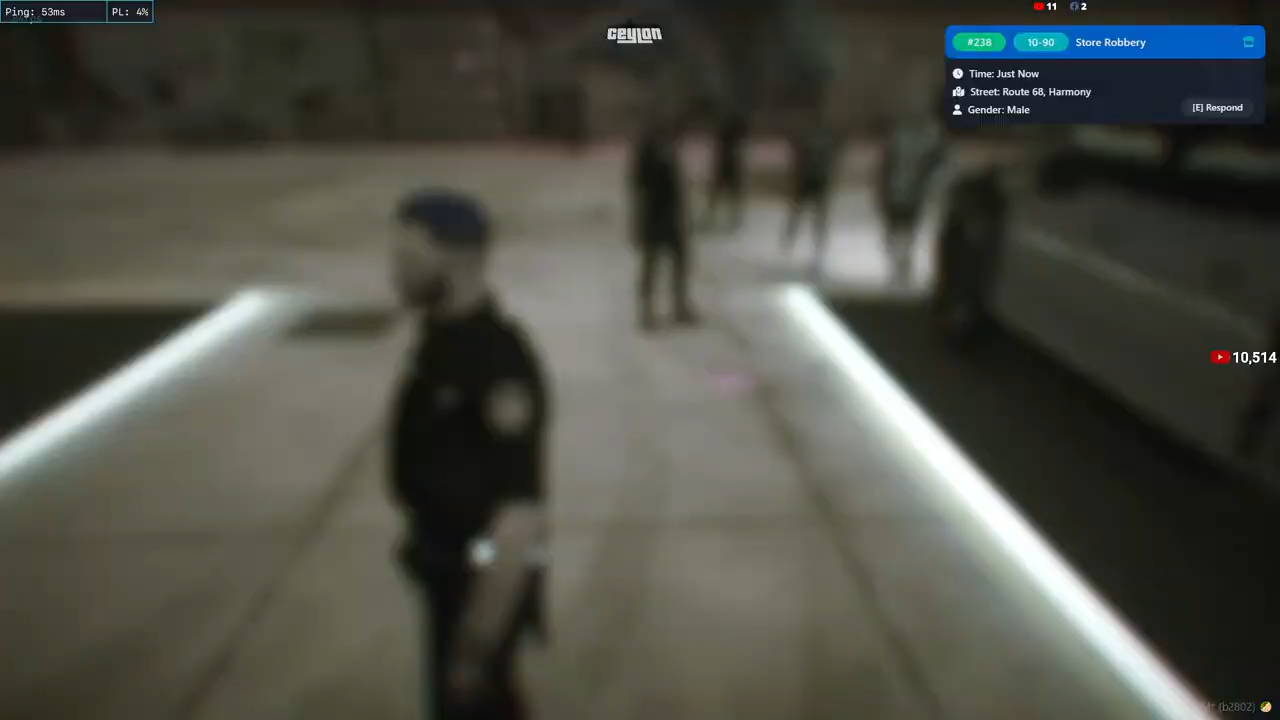 Ping: 53ms PL: 4%
11 2
ceylon
#238 10-90 Store Robbery
Time: Just Now
Street: Route 68, Harmony
Gender: Male
[E] Respond
10,514
(b2802)